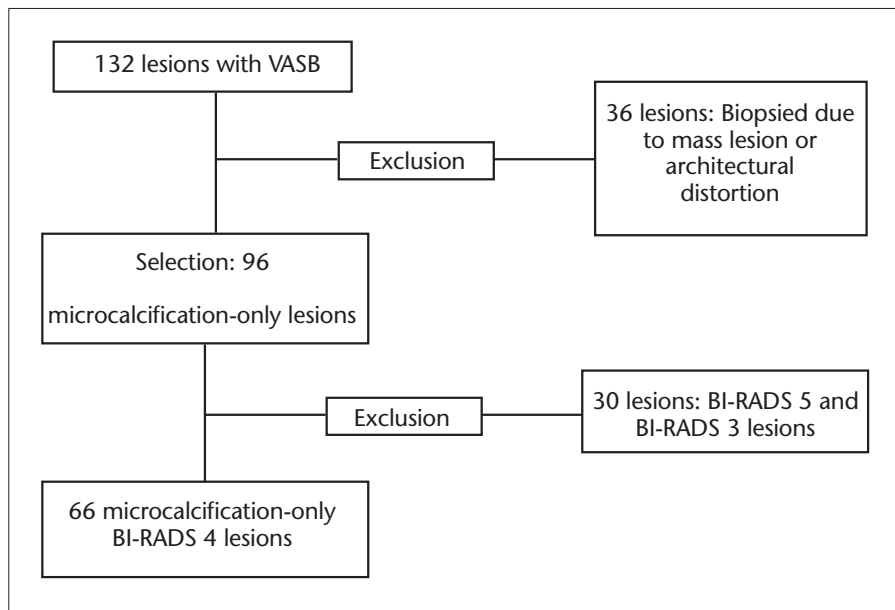 132 lesions with VASB
36 lesions: Biopsied due
to mass lesion or
architectural
distortion
Exclusion
Selection: 96
microcalcification-only lesions
30 lesions: BI-RADS 5 and
BI-RADS 3 lesions
Exclusion
66 microcalcification-only
BI-RADS 4 lesions